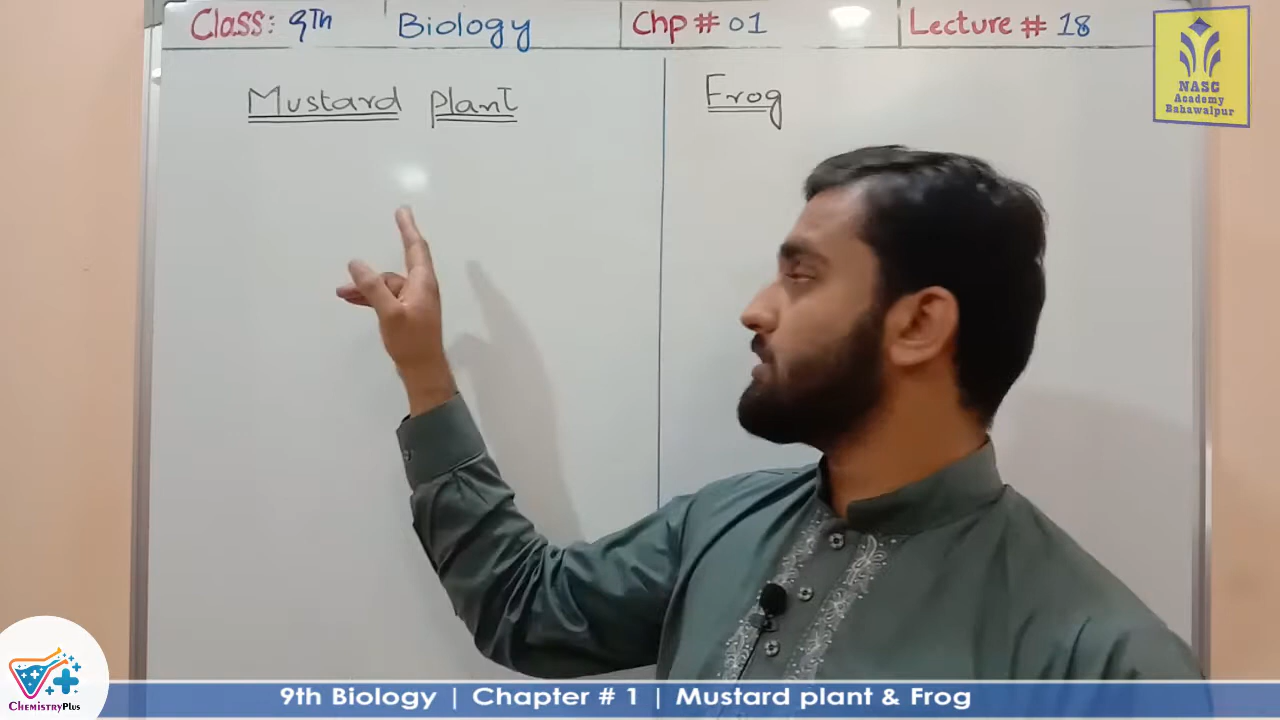 Class: 9Th Biology Chp # 01 Lecture # 18
NASC
Academy
Bahawalpur
Mustard plant
Frog
ChemistryPlus
9th Biology | Chapter # 1 | Mustard plant & Frog